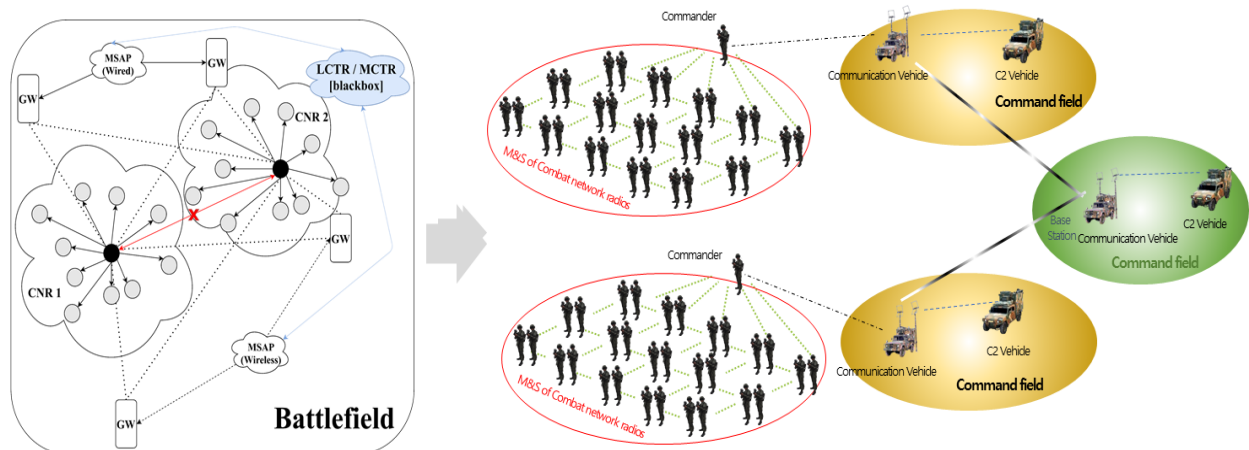 MSAP
(Wired)
GW
GW
LCTR / MCTR
[blackbox]
CNR 2
X
GW
CNR 1
MSAP
(Wireless)
GW
Battlefield
Commander
M&S of Combat network radios
Communication Vehicle
C2 Vehicle
Command field
Base
Station
Communication Vehicle
C2 Vehicle
Command field
Commander
M&S of Combat network radios
Communication Vehicle
C2 Vehicle
Command field